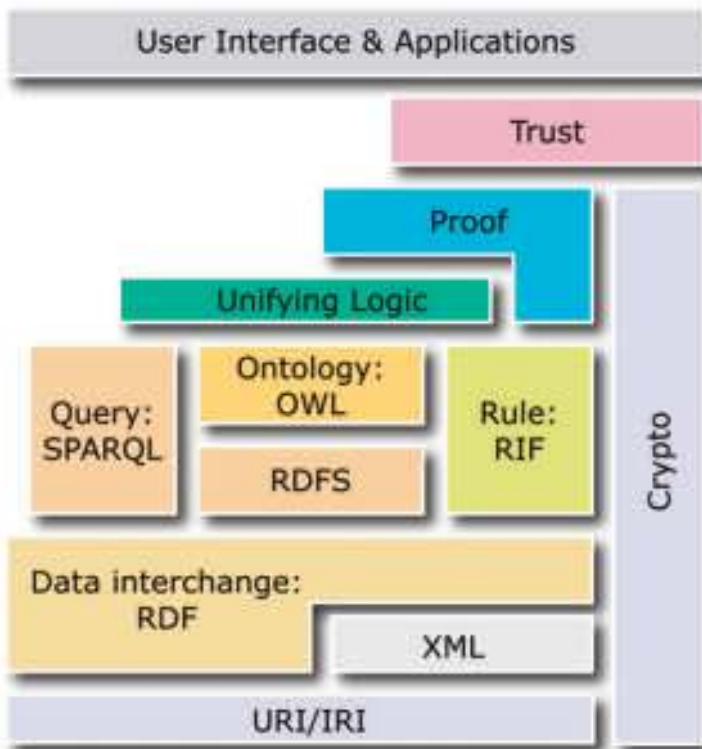 User Interface & Applications
Trust
Proof
Unifying Logic
Query:
SPARQL
Ontology:
OWL
RDFS
Rule:
RIF
Crypto
Data interchange:
RDF
XML
URI/IRI